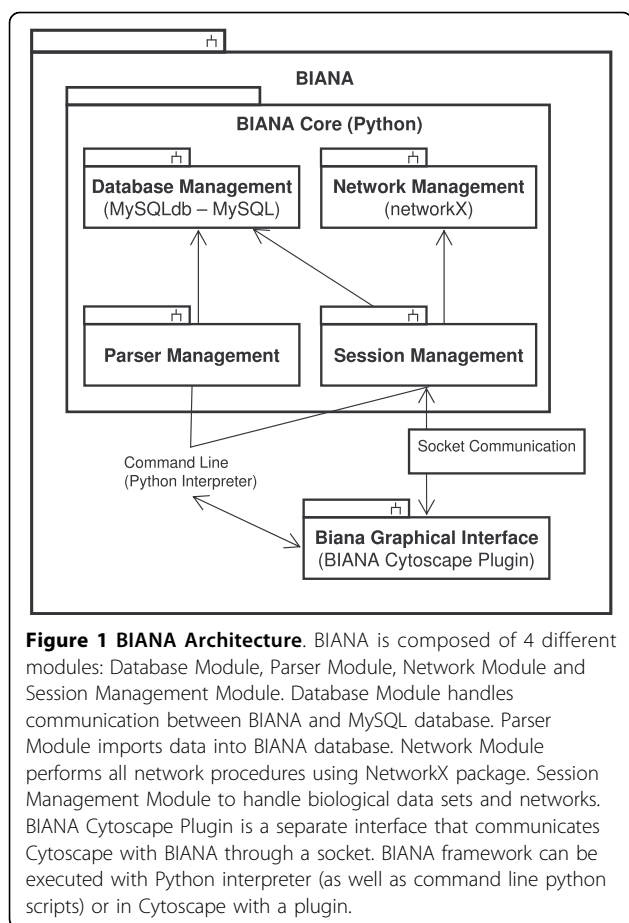 BIANA
BIANA Core (Python)
Database Management
(MySQLdb – MySQL)
Network Management
(networkX)
Parser Management
Session Management
Command Line
(Python Interpreter)
Socket Communication
Biana Graphical Interface
(BIANA Cytoscape Plugin)
Figure 1 BIANA Architecture. BIANA is composed of 4 different
modules: Database Module, Parser Module, Network Module and
Session Management Module. Database Module handles
communication between BIANA and MySQL database. Parser
Module imports data into BIANA database. Network Module
performs all network procedures using NetworkX package. Session
Management Module to handle biological data sets and networks.
BIANA Cytoscape Plugin is a separate interface that communicates
Cytoscape with BIANA through a socket. BIANA framework can be
executed with Python interpreter (as well as command line python
scripts) or in Cytoscape with a plugin.